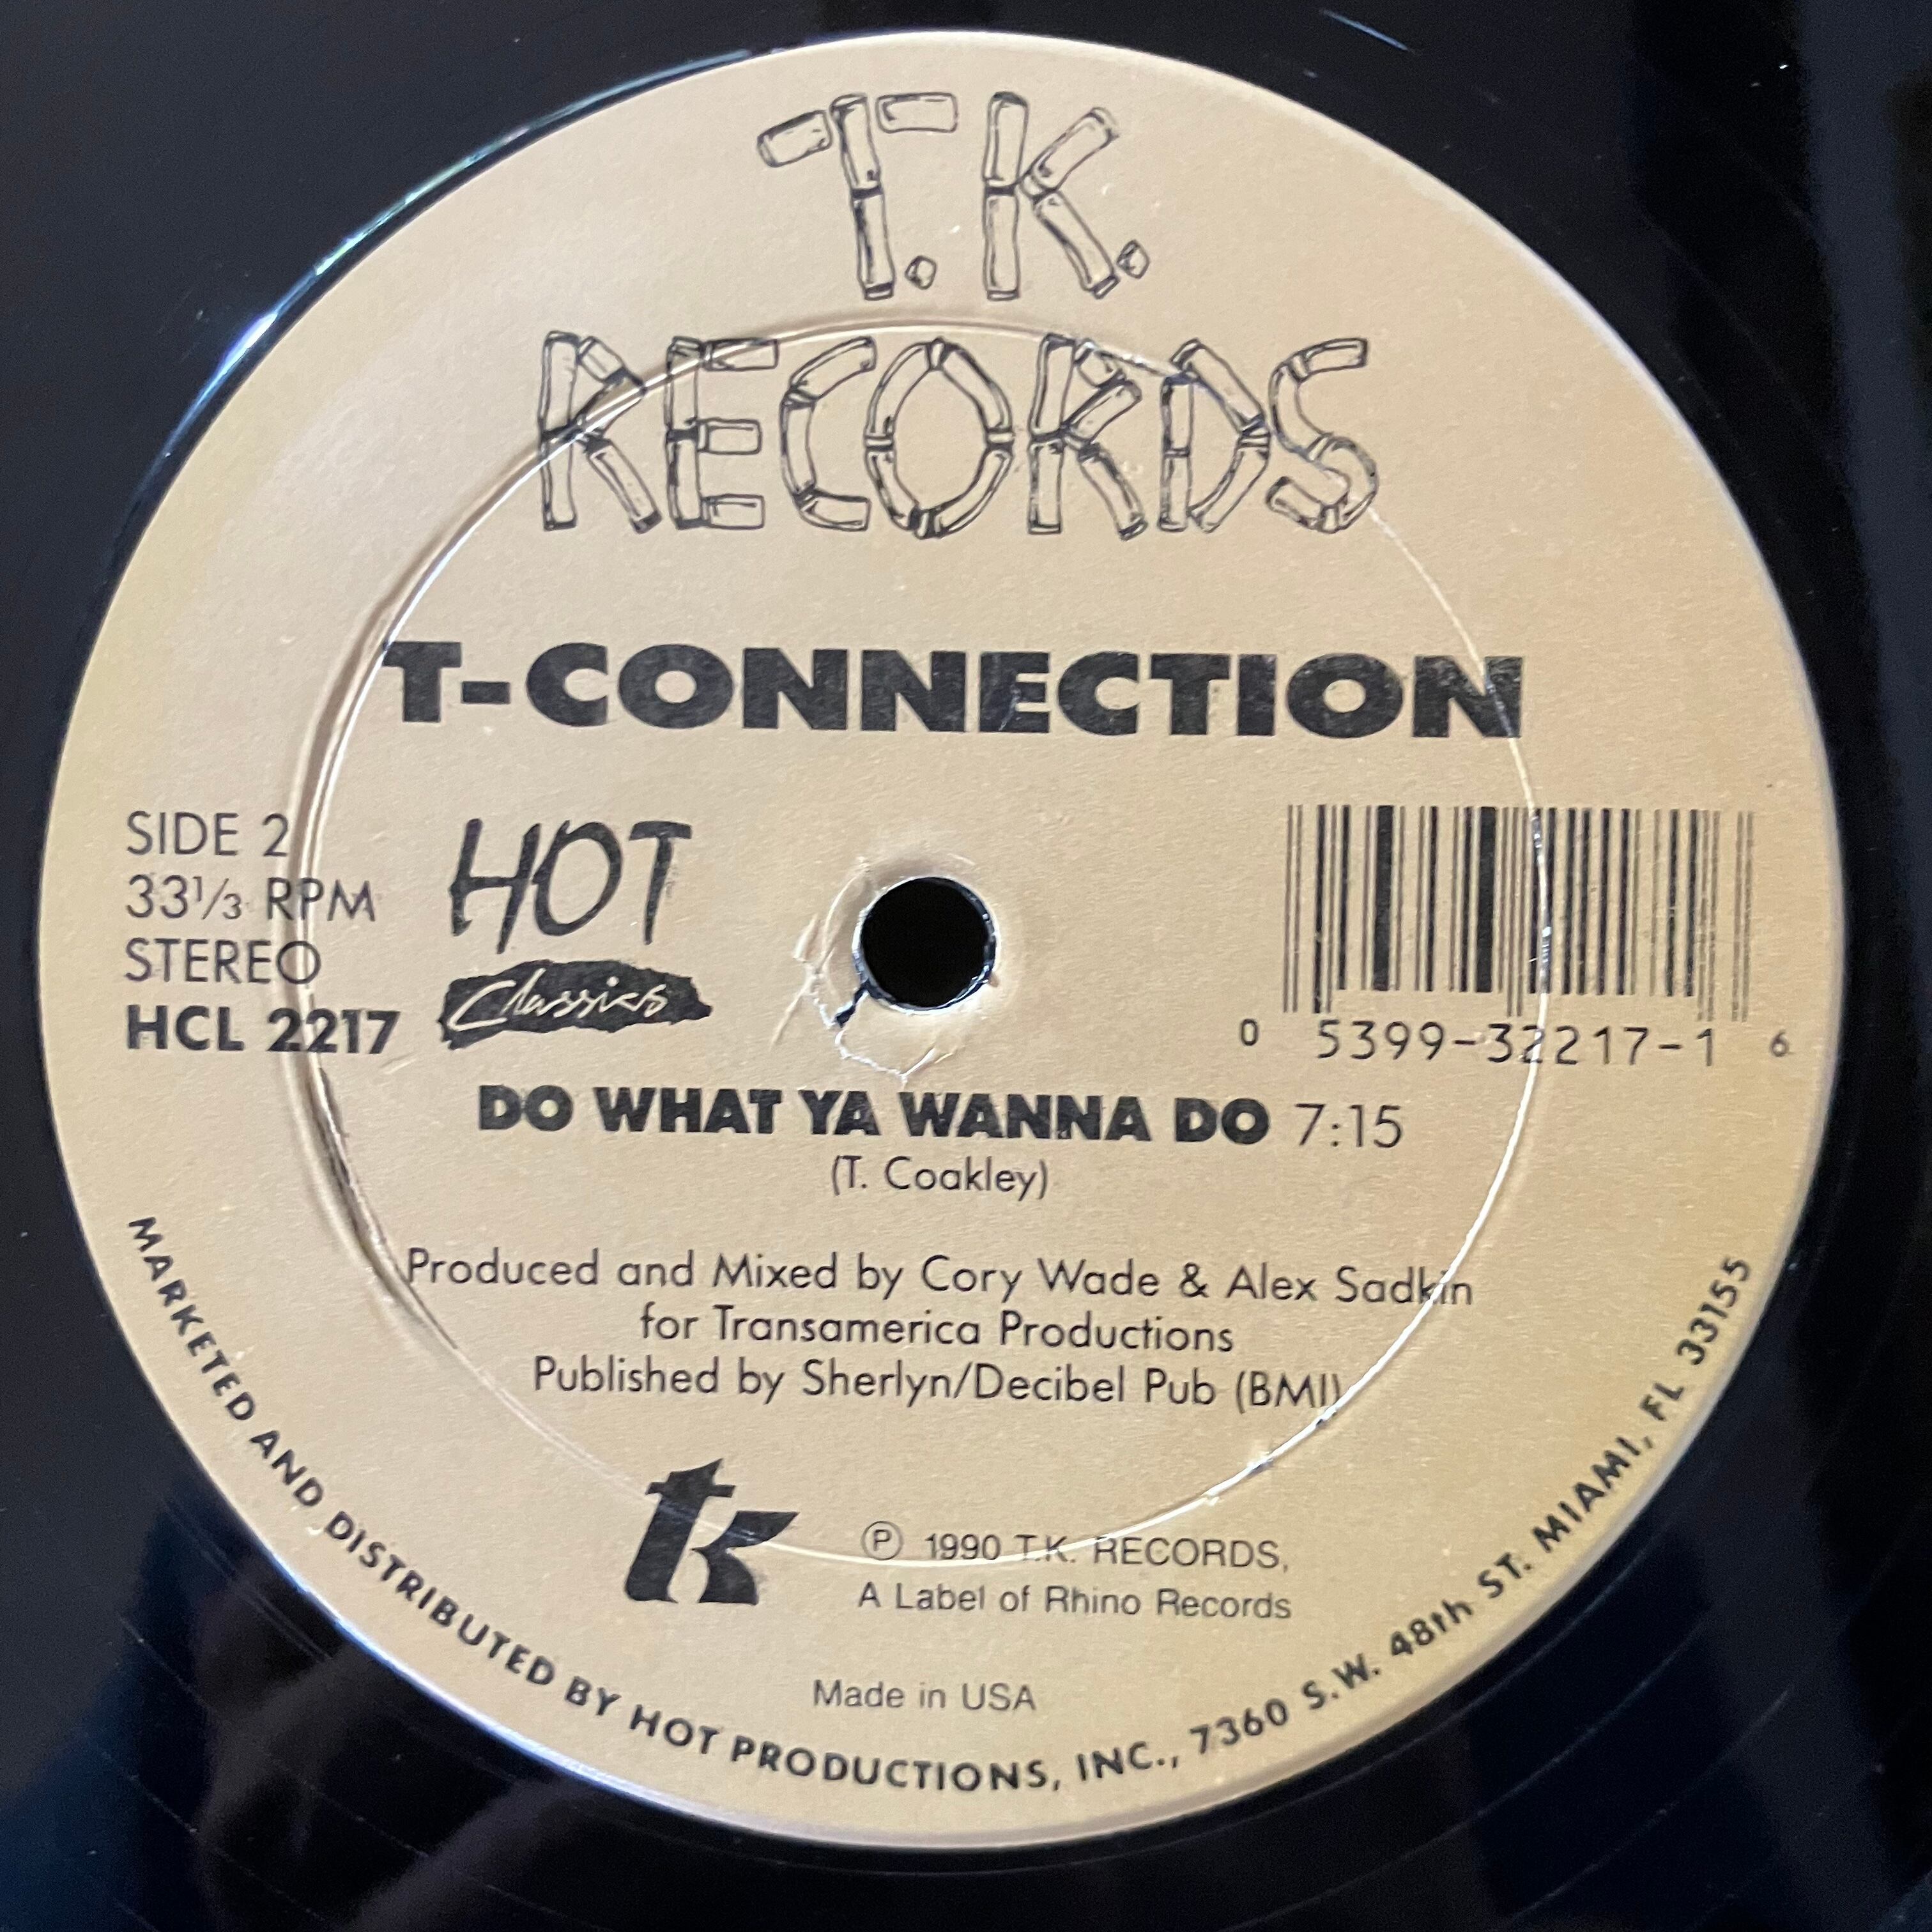 T.K.
RECORDS
T-CONNECTION
SIDE 2
33⅓ RPM
STEREO
HCL 2217
HOT
Classics
0 5399-32217-1 6
DO WHAT YA WANNA DO 7:15
(T. Coakley)
Produced and Mixed by Cory Wade & Alex Sadkin
for Transamerica Productions
Published by Sherlyn/Decibel Pub (BMI)
tk
℗ 1990 T.K. RECORDS,
A Label of Rhino Records
Made in USA
MARKETED AND DISTRIBUTED BY HOT PRODUCTIONS, INC., 7360 S.W. 48th ST. MIAMI, FL 33155